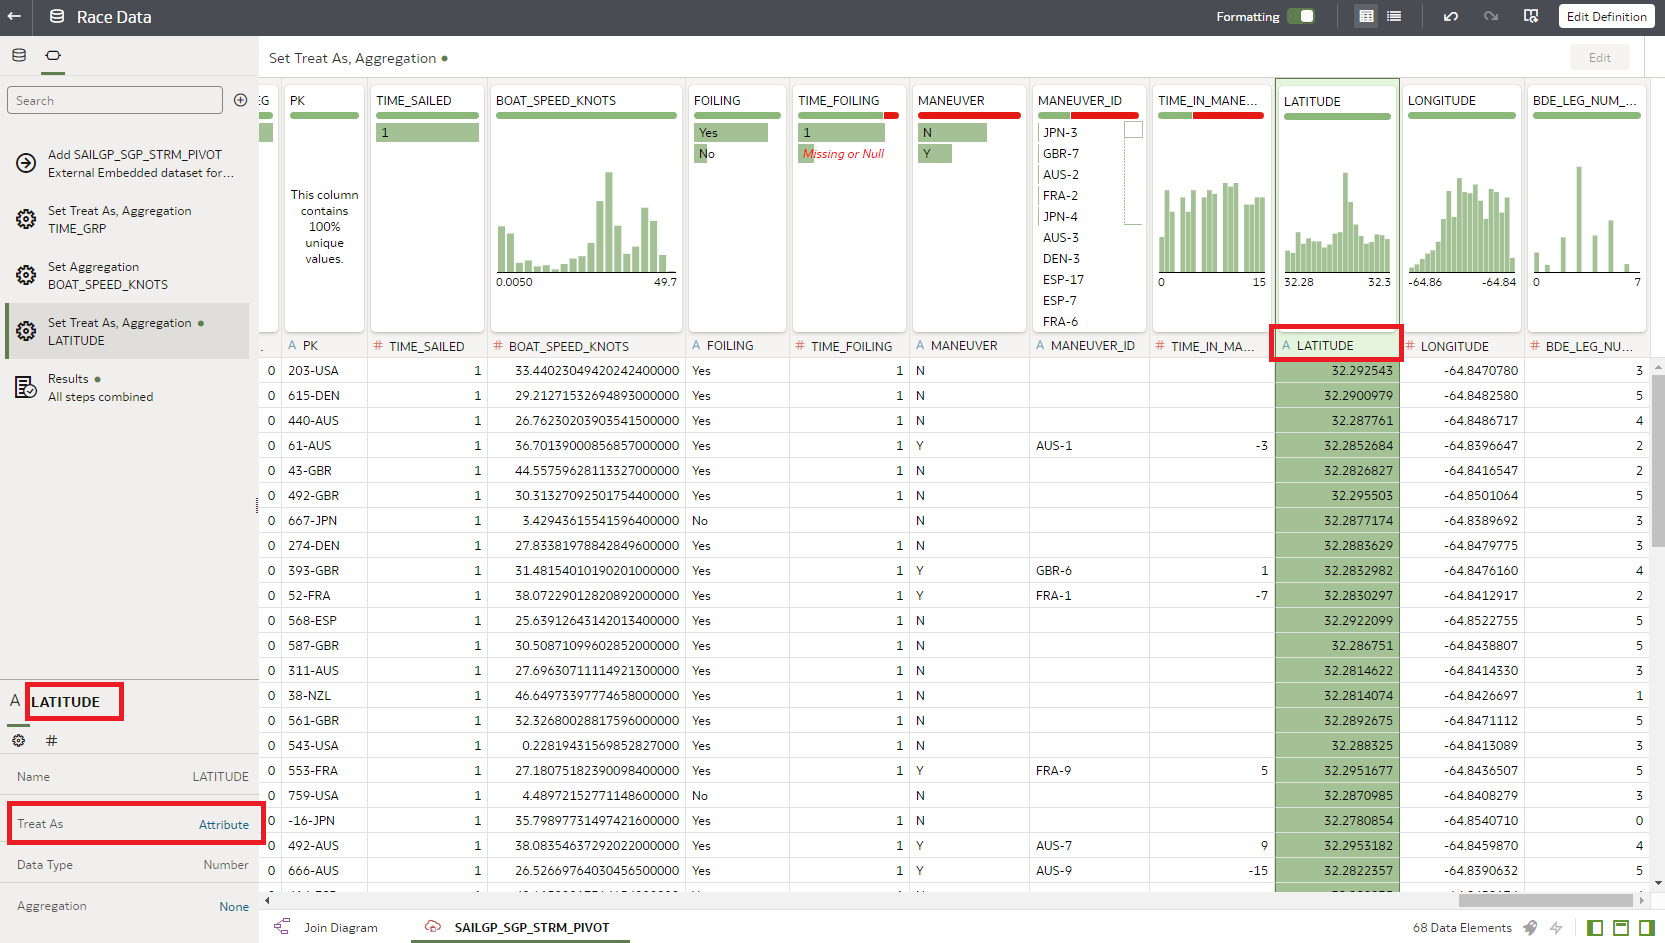 Race Data
Formatting
Edit Definition
Set Treat As, Aggregation
Edit
Search
Add SAILGP_SGP_STRM_PIVOT
External Embedded dataset for...
Set Treat As, Aggregation
TIME_GRP
Set Aggregation
BOAT_SPEED_KNOTS
Set Treat As, Aggregation
LATITUDE
Results
All steps combined
A LATITUDE
#
Name LATITUDE
Treat As Attribute
Data Type Number
Aggregation None
PK TIME_SAILED BOAT_SPEED_KNOTS FOILING TIME_FOILING MANEUVER MANEUVER_ID TIME_IN_MANE... LATITUDE LONGITUDE BDE_LEG_NUM_...
This column
contains
100%
unique
values.
1
0.0050 49.7
Yes
No
1
Missing or Null
N
Y
JPN-3
GBR-7
AUS-2
FRA-2
JPN-4
AUS-3
DEN-3
ESP-17
ESP-7
FRA-6
0 15
32.28 32.3
-64.86 -64.84
0 7
. A PK # TIME_SAILED # BOAT_SPEED_KNOTS A FOILING # TIME_FOILING A MANEUVER A MANEUVER_ID # TIME_IN_MA... A LATITUDE # LONGITUDE # BDE_LEG_NU...
0 203-USA 1 33.44023049420242400000 Yes 1 N 32.292543 -64.8470780 3
0 615-DEN 1 29.21271532694893000000 Yes 1 N 32.2900979 -64.8482580 5
0 440-AUS 1 26.76230203903541500000 Yes 1 N 32.287761 -64.8486717 4
0 61-AUS 1 36.70139000856857000000 Yes 1 Y AUS-1 -3 32.2852684 -64.8396647 2
0 43-GBR 1 44.55759628113327000000 Yes 1 N 32.2826827 -64.8416547 2
0 492-GBR 1 30.31327092501754400000 Yes 1 N 32.295503 -64.8501064 5
0 667-JPN 1 3.42943615541596400000 No N 32.2877174 -64.8389692 3
0 274-DEN 1 27.83381978842849600000 Yes 1 N 32.2883629 -64.8479775 3
0 393-GBR 1 31.48154010190201000000 Yes 1 Y GBR-6 1 32.2832982 -64.8476160 4
0 52-FRA 1 38.07229012820892000000 Yes 1 Y FRA-1 -7 32.2830297 -64.8412917 2
0 568-ESP 1 25.63912643142013400000 Yes 1 N 32.2922099 -64.8522755 5
0 587-GBR 1 30.50871099602852000000 Yes 1 N 32.286751 -64.8438807 5
0 311-AUS 1 27.69630711114921300000 Yes 1 N 32.2814622 -64.8414330 3
0 38-NZL 1 46.64973397774658000000 Yes 1 N 32.2814074 -64.8426697 1
0 561-GBR 1 32.32680028817596000000 Yes 1 N 32.2892675 -64.8471112 5
0 543-USA 1 0.22819431569852827000 Yes 1 N 32.288325 -64.8413089 3
0 553-FRA 1 27.18075182390098400000 Yes 1 Y FRA-9 5 32.2951677 -64.8436507 5
0 759-USA 1 4.48972152771148600000 No N 32.2870985 -64.8408279 3
0 -16-JPN 1 35.79897731497421600000 Yes 1 N 32.2780854 -64.8540710 0
0 492-AUS 1 38.08354637292022000000 Yes 1 Y AUS-7 9 32.2953182 -64.8459870 4
0 666-AUS 1 26.52669764030456500000 Yes 1 Y AUS-9 -15 32.2822357 -64.8390632 5
Join Diagram
SAILGP_SGP_STRM_PIVOT
68 Data Elements